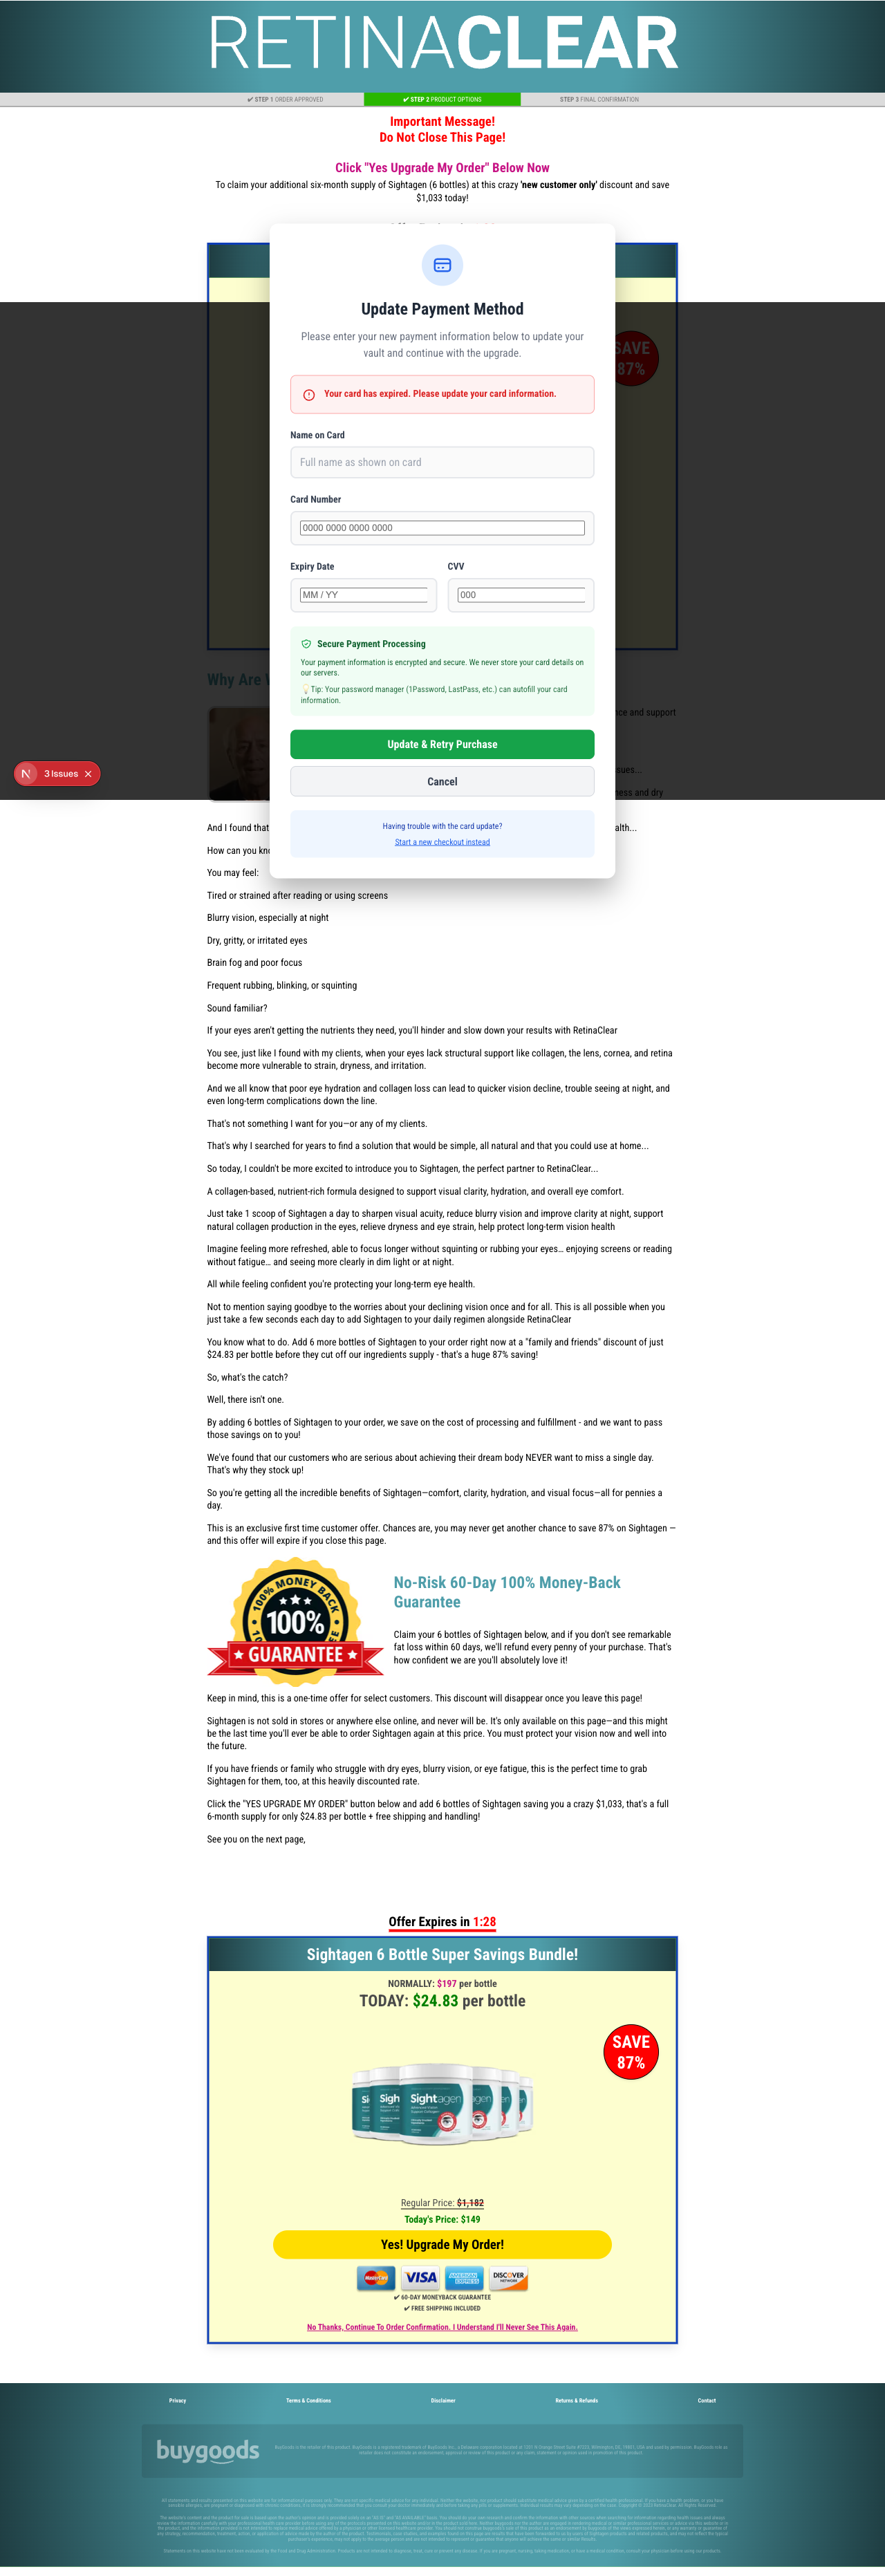 RETINACLEAR
✔ STEP 1 ORDER APPROVED
✔ STEP 2 PRODUCT OPTIONS
STEP 3 FINAL CONFIRMATION
Important Message!
Do Not Close This Page!
Click "Yes Upgrade My Order" Below Now
To claim your additional six-month supply of Sightagen (6 bottles) at this crazy 'new customer only' discount and save
$1,033 today!
Update Payment Method
Please enter your new payment information below to update your
vault and continue with the upgrade.
SAVE
87%
Your card has expired. Please update your card information.
Name on Card
Full name as shown on card
Card Number
0000 0000 0000 0000
Expiry Date
CVV
MM / YY
000
Secure Payment Processing
Your payment information is encrypted and secure. We never store your card details on
our servers.
💡Tip: Your password manager (1Password, LastPass, etc.) can autofill your card
information.
Why Are
nce and support
Update & Retry Purchase
sues...
3 Issues
Cancel
ness and dry
Having trouble with the card update?
Start a new checkout instead
And I found that
alth...
How can you kn
You may feel:
Tired or strained after reading or using screens
Blurry vision, especially at night
Dry, gritty, or irritated eyes
Brain fog and poor focus
Frequent rubbing, blinking, or squinting
Sound familiar?
If your eyes aren't getting the nutrients they need, you'll hinder and slow down your results with RetinaClear
You see, just like I found with my clients, when your eyes lack structural support like collagen, the lens, cornea, and retina
become more vulnerable to strain, dryness, and irritation.
And we all know that poor eye hydration and collagen loss can lead to quicker vision decline, trouble seeing at night, and
even long-term complications down the line.
That's not something I want for you—or any of my clients.
That's why I searched for years to find a solution that would be simple, all natural and that you could use at home...
So today, I couldn't be more excited to introduce you to Sightagen, the perfect partner to RetinaClear...
A collagen-based, nutrient-rich formula designed to support visual clarity, hydration, and overall eye comfort.
Just take 1 scoop of Sightagen a day to sharpen visual acuity, reduce blurry vision and improve clarity at night, support
natural collagen production in the eyes, relieve dryness and eye strain, help protect long-term vision health
Imagine feeling more refreshed, able to focus longer without squinting or rubbing your eyes… enjoying screens or reading
without fatigue… and seeing more clearly in dim light or at night.
All while feeling confident you're protecting your long-term eye health.
Not to mention saying goodbye to the worries about your declining vision once and for all. This is all possible when you
just take a few seconds each day to add Sightagen to your daily regimen alongside RetinaClear
You know what to do. Add 6 more bottles of Sightagen to your order right now at a "family and friends" discount of just
$24.83 per bottle before they cut off our ingredients supply - that's a huge 87% saving!
So, what's the catch?
Well, there isn't one.
By adding 6 bottles of Sightagen to your order, we save on the cost of processing and fulfillment - and we want to pass
those savings on to you!
We've found that our customers who are serious about achieving their dream body NEVER want to miss a single day.
That's why they stock up!
So you're getting all the incredible benefits of Sightagen—comfort, clarity, hydration, and visual focus—all for pennies a
day.
This is an exclusive first time customer offer. Chances are, you may never get another chance to save 87% on Sightagen —
and this offer will expire if you close this page.
100% MONEY BACK
100%
GUARANTEE
No-Risk 60-Day 100% Money-Back
Guarantee
Claim your 6 bottles of Sightagen below, and if you don't see remarkable
fat loss within 60 days, we'll refund every penny of your purchase. That's
how confident we are you'll absolutely love it!
Keep in mind, this is a one-time offer for select customers. This discount will disappear once you leave this page!
Sightagen is not sold in stores or anywhere else online, and never will be. It's only available on this page—and this might
be the last time you'll ever be able to order Sightagen again at this price. You must protect your vision now and well into
the future.
If you have friends or family who struggle with dry eyes, blurry vision, or eye fatigue, this is the perfect time to grab
Sightagen for them, too, at this heavily discounted rate.
Click the "YES UPGRADE MY ORDER" button below and add 6 bottles of Sightagen saving you a crazy $1,033, that's a full
6-month supply for only $24.83 per bottle + free shipping and handling!
See you on the next page,
Offer Expires in 1:28
Sightagen 6 Bottle Super Savings Bundle!
NORMALLY: $197 per bottle
TODAY: $24.83 per bottle
SAVE
87%
Sightagen
Regular Price: $1,182
Today's Price: $149
Yes! Upgrade My Order!
MasterCard VISA AMERICAN EXPRESS DISCOVER NETWORK
✔ 60-DAY MONEYBACK GUARANTEE
✔ FREE SHIPPING INCLUDED
No Thanks, Continue To Order Confirmation. I Understand I'll Never See This Again.
Privacy
Terms & Conditions
Disclaimer
Returns & Refunds
Contact
buygoods